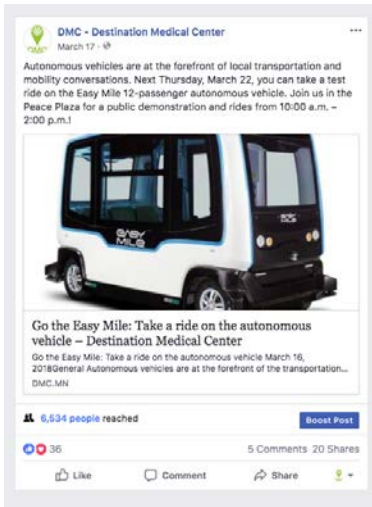 DMC - Destination Medical Center
March 17
Autonomous vehicles are at the forefront of local transportation and
mobility conversations. Next Thursday, March 22, you can take a test
ride on the Easy Mile 12-passenger autonomous vehicle. Join us in the
Peace Plaza for a public demonstration and rides from 10:00 a.m. –
2:00 p.m.!
EASY
MILE
EASY
MILE
Go the Easy Mile: Take a ride on the autonomous
vehicle – Destination Medical Center
Go the Easy Mile: Take a ride on the autonomous vehicle March 16,
2018General Autonomous vehicles are at the forefront of the transportation...
DMC.MN
6,534 people reached
Boost Post
36
5 Comments 20 Shares
Like
Comment
Share